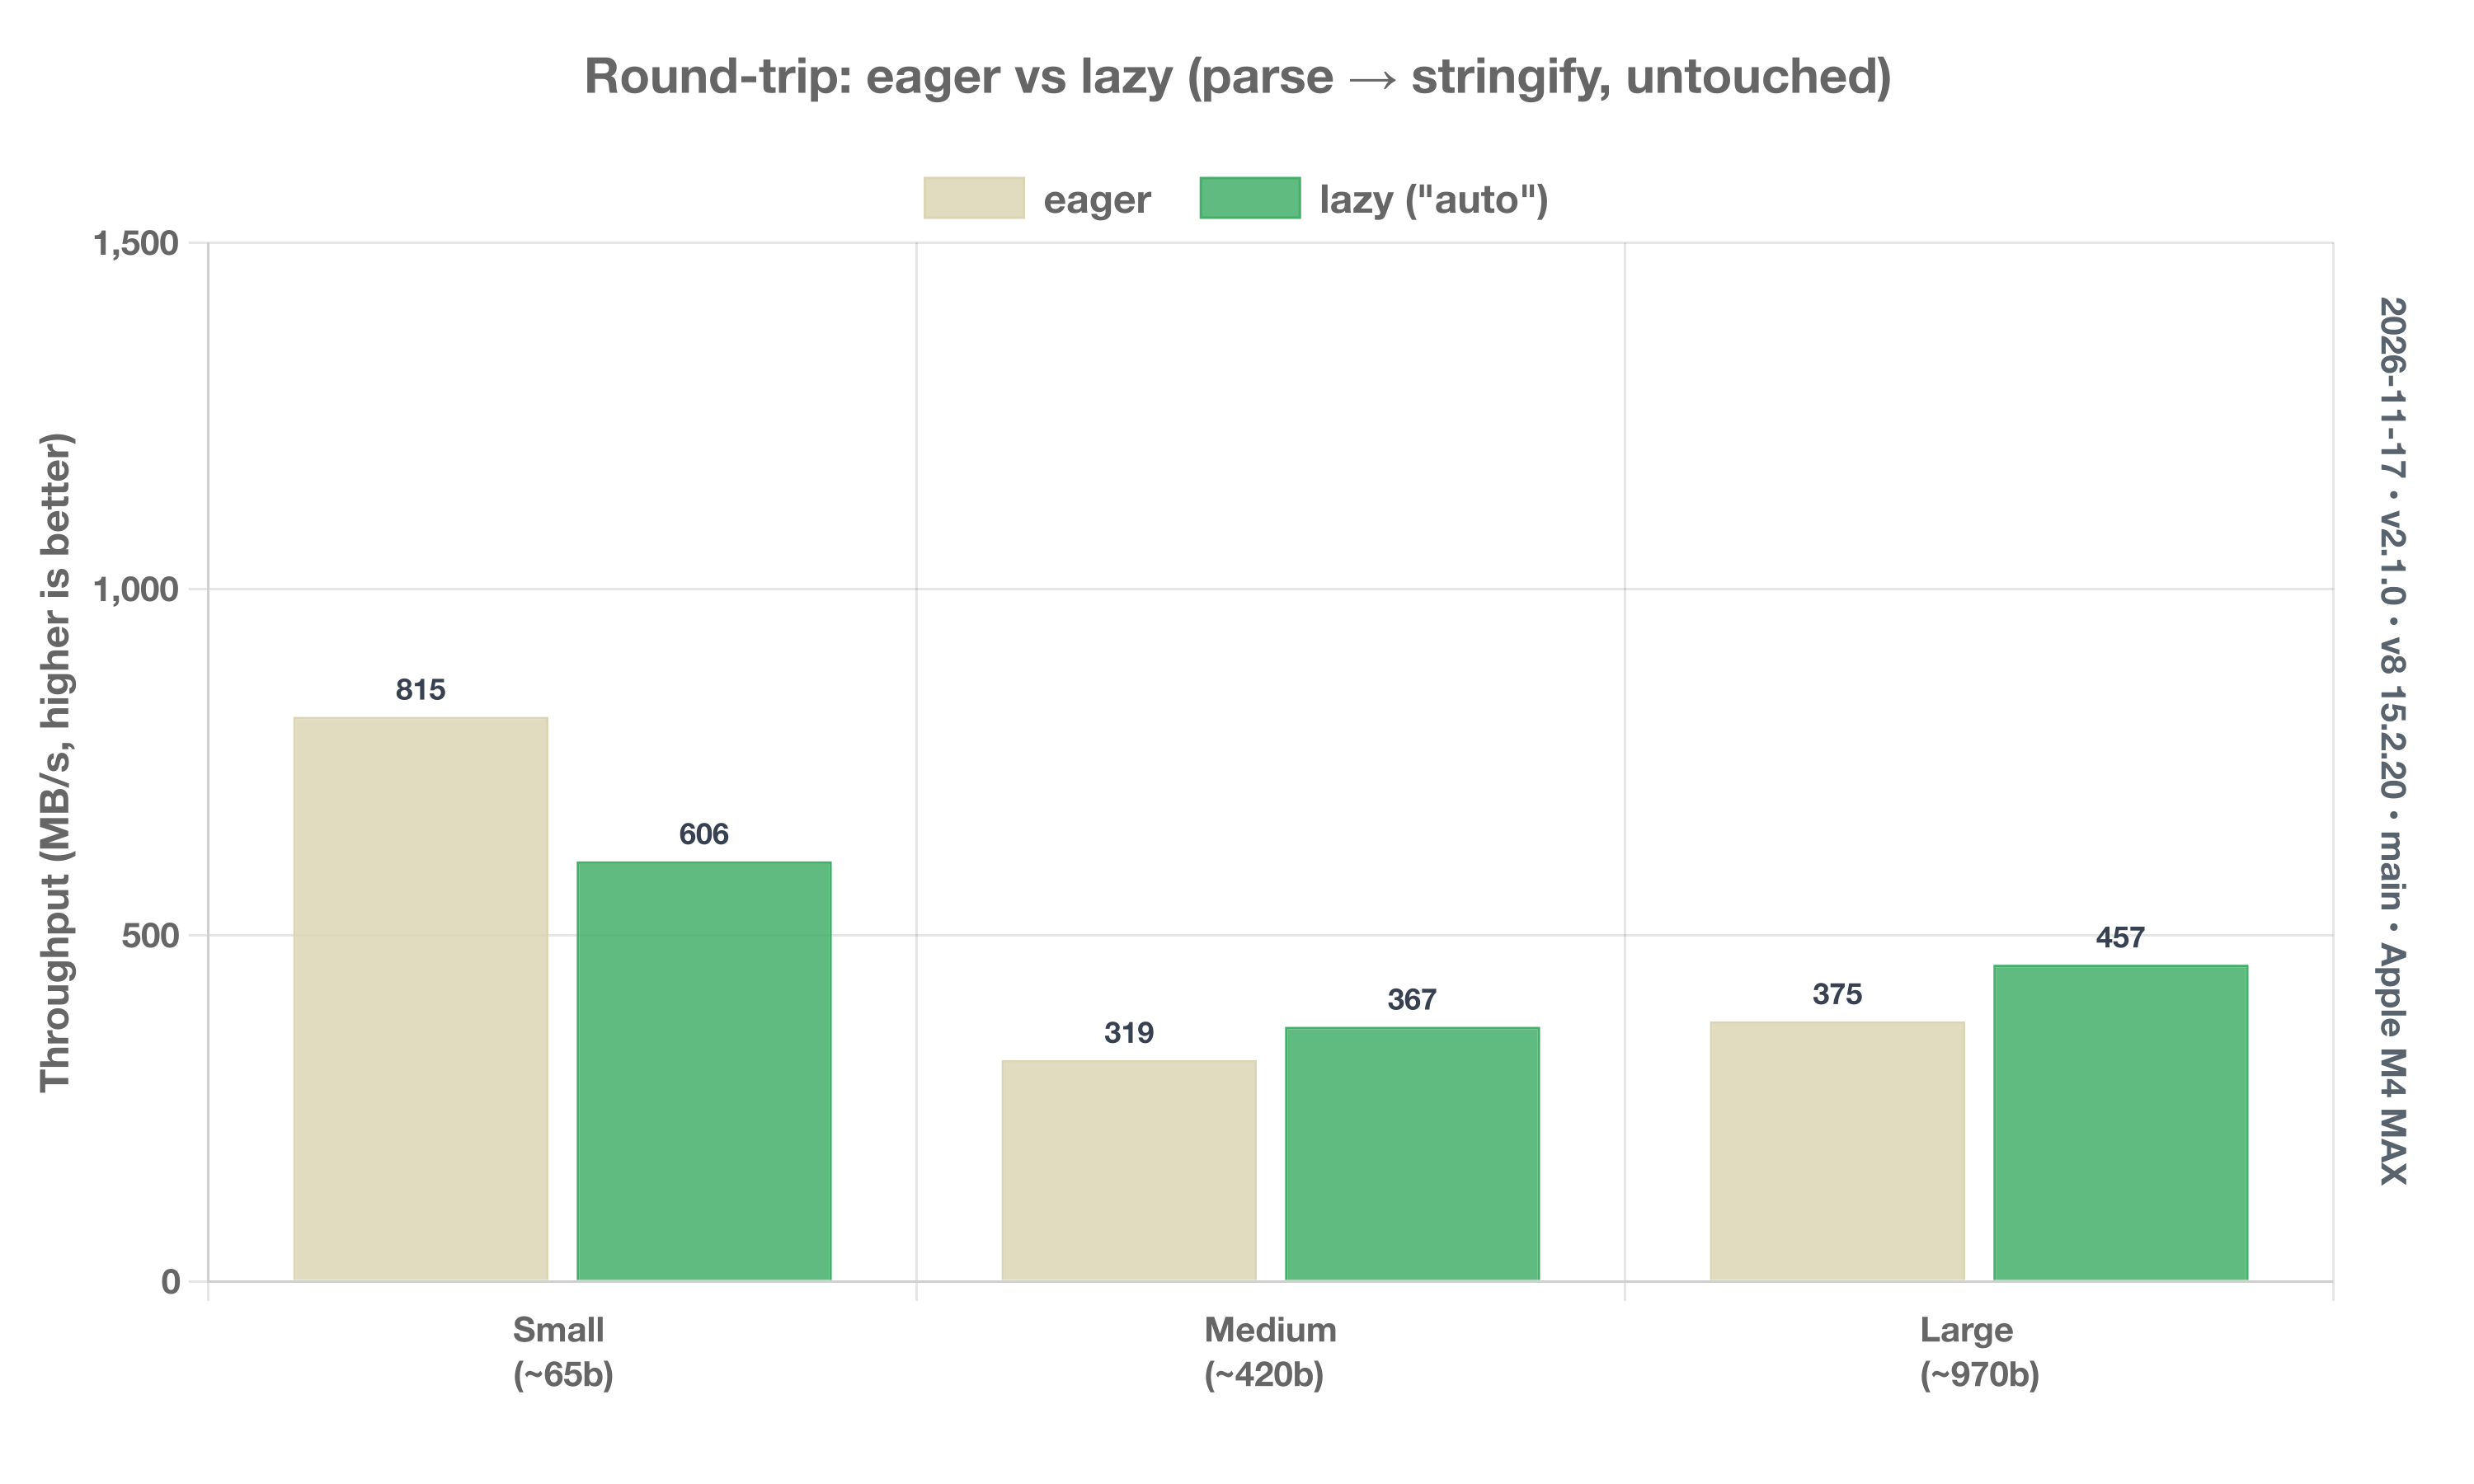 Round-trip: eager vs lazy (parse → stringify, untouched)
eager
lazy ("auto")
Throughput (MB/s, higher is better)
1,500
1,000
500
0
815
606
319
367
375
457
Small
(~65b)
Medium
(~420b)
Large
(~970b)
2026-11-17 • v2.1.0 • v8 15.2.20 • main • Apple M4 MAX